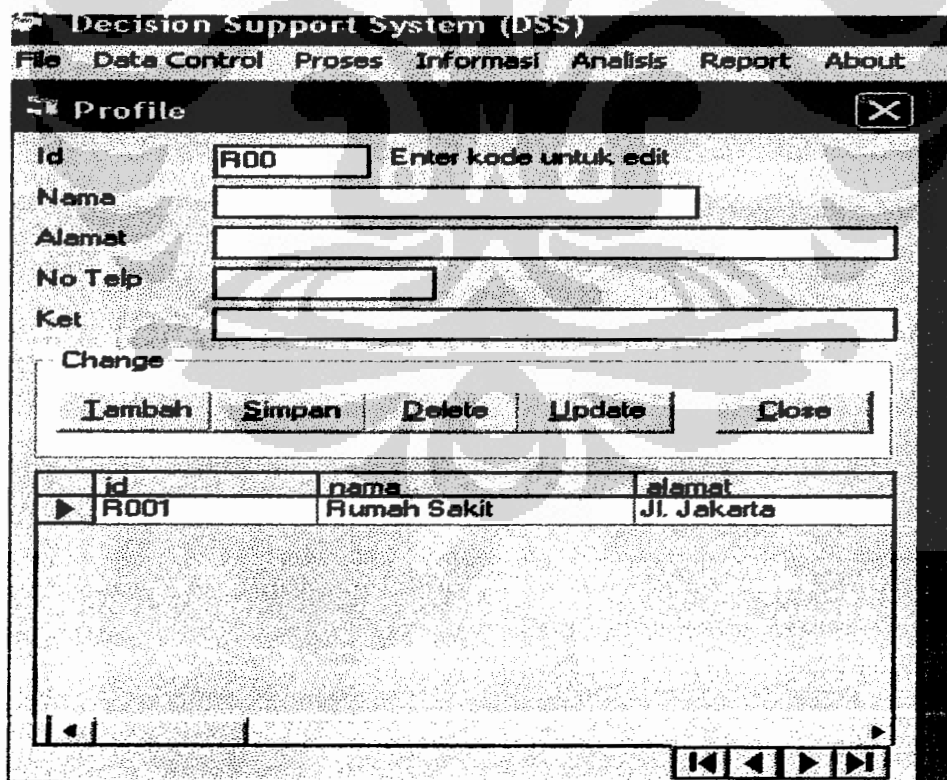 Decision Support System (DSS)
File Data Control Proses Informasi Analisis Report About
Profile
Id R00 Enter kode untuk edit
Nama
Alamat
No Telp
Ket
Change
Tambah Simpan Delete Update Close
id nama alamat
R001 Rumah Sakit Jl. Jakarta